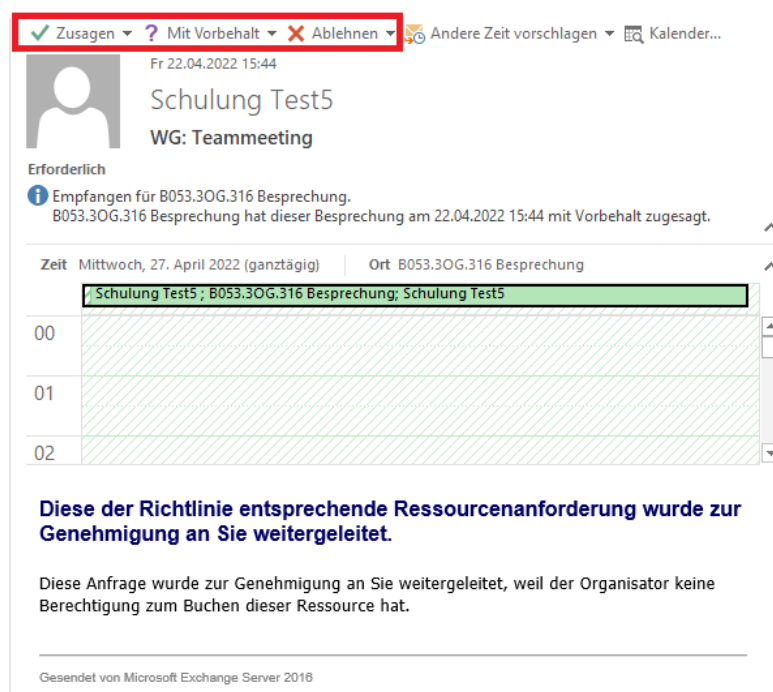 Zusagen Mit Vorbehalt Ablehnen Andere Zeit vorschlagen Kalender...
Fr 22.04.2022 15:44
Schulung Test5
WG: Teammeeting
Erforderlich
Empfangen für B053.3OG.316 Besprechung.
B053.3OG.316 Besprechung hat dieser Besprechung am 22.04.2022 15:44 mit Vorbehalt zugesagt.
Zeit Mittwoch, 27. April 2022 (ganztägig) Ort B053.3OG.316 Besprechung
Schulung Test5 ; B053.3OG.316 Besprechung; Schulung Test5
00
01
02
Diese der Richtlinie entsprechende Ressourcenanforderung wurde zur
Genehmigung an Sie weitergeleitet.
Diese Anfrage wurde zur Genehmigung an Sie weitergeleitet, weil der Organisator keine
Berechtigung zum Buchen dieser Ressource hat.
Gesendet von Microsoft Exchange Server 2016